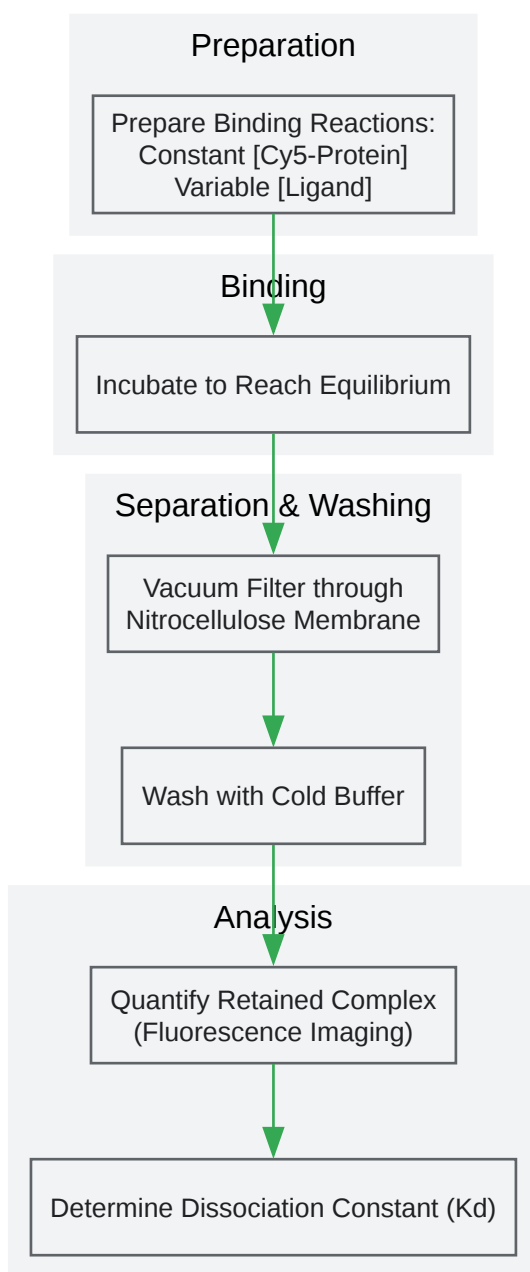 Preparation
Prepare Binding Reactions:
Constant [Cy5-Protein]
Variable [Ligand]
Binding
Incubate to Reach Equilibrium
Separation & Washing
Vacuum Filter through
Nitrocellulose Membrane
Wash with Cold Buffer
Analysis
Quantify Retained Complex
(Fluorescence Imaging)
Determine Dissociation Constant (Kd)